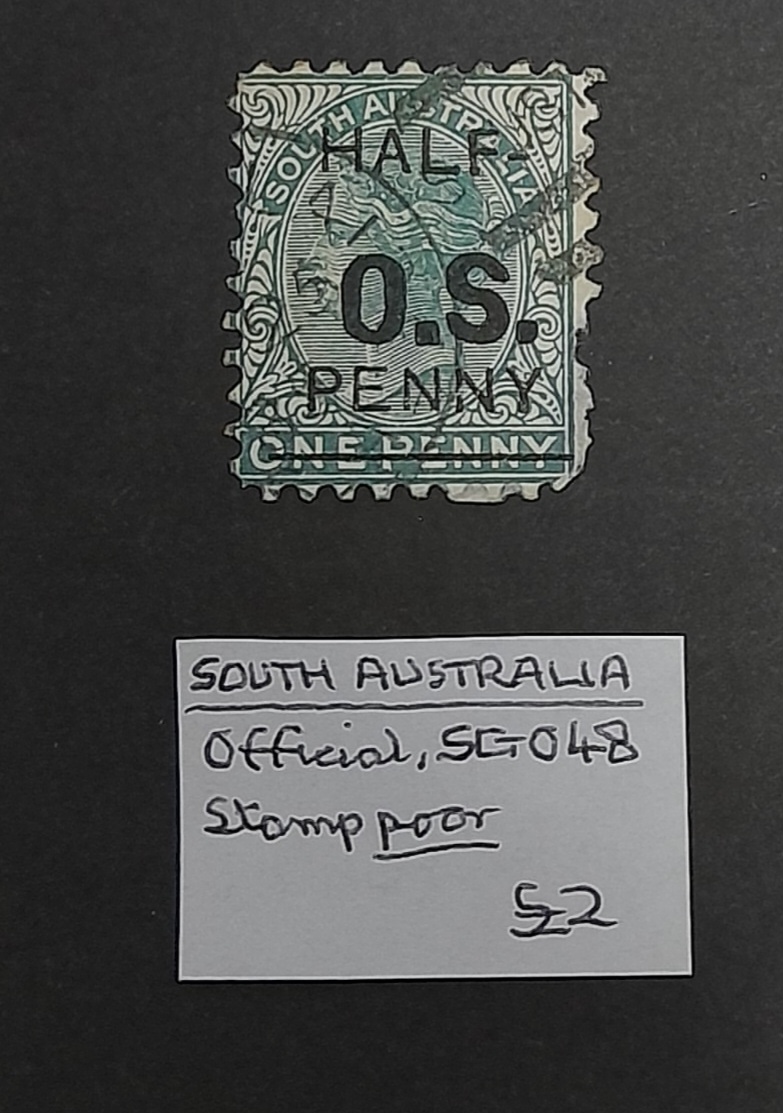 SOUTH AUSTRALIA
HALF-
O.S.
PENNY
ONE PENNY
SOUTH AUSTRALIA
Official, SG O48
Stamp poor
£2